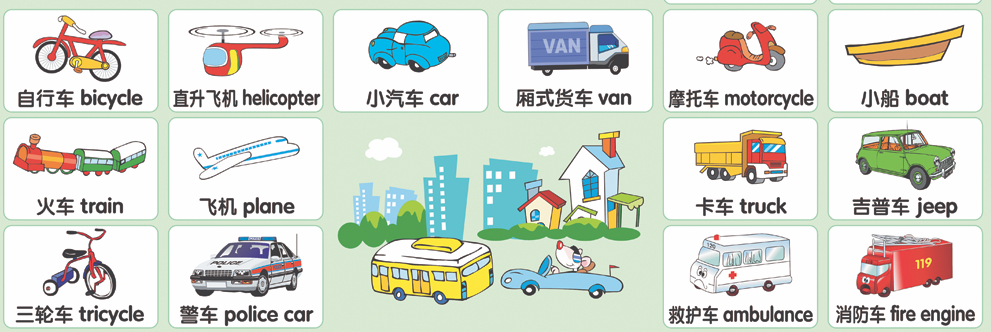 自行车 bicycle
直升飞机 helicopter
小汽车 car
VAN
厢式货车 van
摩托车 motorcycle
小船 boat
火车 train
飞机 plane
卡车 truck
吉普车 jeep
三轮车 tricycle
POLICE
警车 police car
救护车 ambulance
119
消防车 fire engine